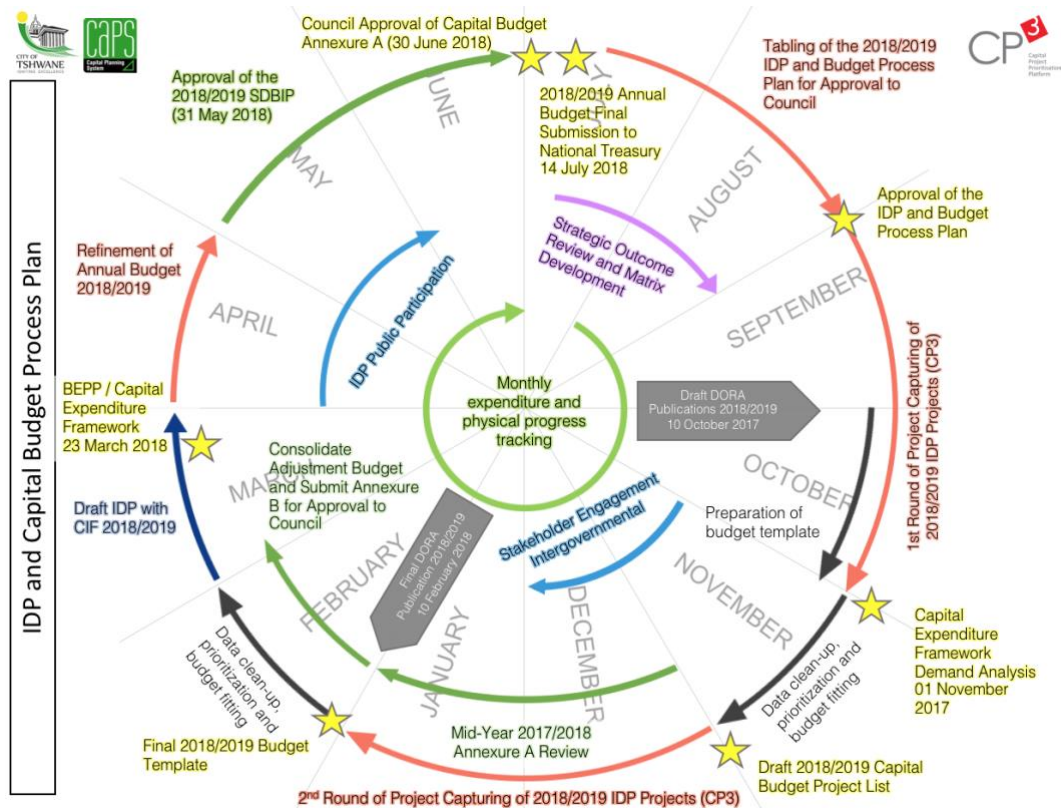 CITY OF
TSHWANE
IGNITING EXCELLENCE
CAPS
Capital Planning
System
CP3
Capital
Project
Prioritisation
Platform
IDP and Capital Budget Process Plan
Council Approval of Capital Budget
Annexure A (30 June 2018)
2018/2019 Annual
Budget Final
Submission to
National Treasury
14 July 2018
Tabling of the 2018/2019
IDP and Budget Process
Plan for Approval to
Council
Approval of the
IDP and Budget
Process Plan
1st Round of Project Capturing of
2018/2019 IDP Projects (CP3)
Capital
Expenditure
Framework
Demand Analysis
01 November
2017
Data clean-up,
prioritization and
budget fitting
Draft 2018/2019 Capital
Budget Project List
2nd Round of Project Capturing of 2018/2019 IDP Projects (CP3)
Final 2018/2019 Budget
Template
Data clean-up,
prioritization and
budget fitting
Draft IDP with
CIF 2018/2019
BEPP / Capital
Expenditure
Framework
23 March 2018
Refinement of
Annual Budget
2018/2019
Approval of the
2018/2019 SDBIP
(31 May 2018)
JULY
AUGUST
SEPTEMBER
OCTOBER
NOVEMBER
DECEMBER
JANUARY
FEBRUARY
MARCH
APRIL
MAY
JUNE
Strategic Outcome
Review and Matrix
Development
IDP Public Participation
Monthly
expenditure and
physical progress
tracking
Draft DORA
Publications 2018/2019
10 October 2017
Preparation of
budget template
Stakeholder Engagement
Intergovernmental
Consolidate
Adjustment Budget
and Submit Annexure
B for Approval to
Council
Final DORA
Publication 2018/2019
10 February 2018
Mid-Year 2017/2018
Annexure A Review